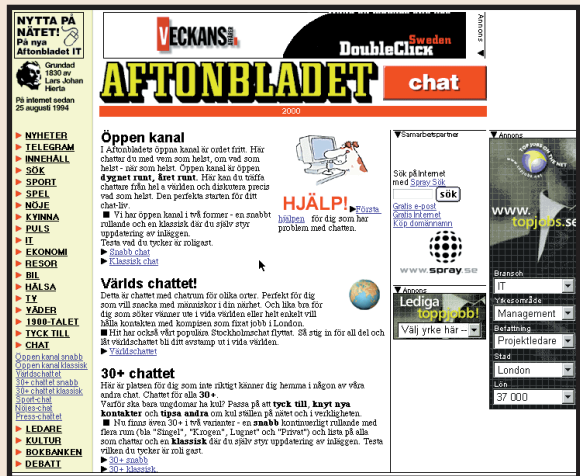 NYTTA PÅ
NÄTET!
På nya
Aftonbladet IT
Grundad
1830 av
Lars Johan
Hierta
På internet sedan
25 augusti 1994
NYHETER
TELEGRAM
INNEHÅLL
SÖK
SPORT
SPEL
NÖJE
KVINNA
PULS
IT
EKONOMI
RESOR
BIL
HÄLSA
TV
VÄDER
1900-TALET
TYCK TILL
CHAT
Öppen kanal snabb
Öppen kanal klassisk
Världschattet
30+ chattet snabb
30+ chattet klassisk
Sport-chat
Nöjes-chat
Press-chattet
LEDARE
KULTUR
BOKBANKEN
DEBATT
VECKANS
AFFÄRER
Sweden
DoubleClick
Annons
AFTONBLADET
chat
2000
Öppen kanal
I Aftonbladets öppna kanal är ordet fritt. Här
chattar du med vem som helst, om vad som
helst - när som helst. Öppen kanal är öppen
dygnet runt, året runt. Här kan du träffa
chattare från hela världen och diskutera precis
vad som helst. Den perfekta starten för ditt
chat-liv.
■ Vi har öppen kanal i två former - en snabbt
rullande och en klassisk där du själv styr
uppdatering av inläggen.
Testa vad du tycker är roligast.
Snabb chat
Klassisk chat
HJÄLP!
Första
hjälpen för dig som har
problem med chatten.
Världs chattet!
Detta är chattet med chatrum för olika orter. Perfekt för dig
som vill snacka med människor i din närhet. Och lika bra för
dig som söker vänner ute i vida världen eller helt enkelt vill
hålla kontakten med kompisen som fixat jobb i London.
■ Hit har också vårt populära Stockholmschat flyttat. Så stig in för all del och
låt världschattet bli ditt avstamp ut i vida världen.
Världschattet
30+ chattet
Här är platsen för dig som inte riktigt känner dig hemma i någon av våra
andra chat. Chattet för alla 30+.
Varför ska bara ungdomar ha kul? Passa på att tyck till, knyt nya
kontakter och tipsa andra om kul ställen på nätet och i verkligheten.
■ Nu finns även 30+ i två varianter - en snabb kontinuerligt rullande med
flera rum (bla "Singel", "Krogen", Lugnet" och "Privat") och lista på alla
som chattar och en klassisk där du själv styr uppdatering av inläggen. Testa
vilken du tycker är roligast.
30+ snabb
30+ klassisk
Samarbetspartner
Sök på Internet
med Spray Sök
sök
Gratis e-post
Gratis Internet
Köp domännamn
www.spray.se
Annons
Lediga
toppjobb!
Välj yrke här --
Annons
TOP JOBS ON THE NET
www.
topjobs.se
Bransch
IT
Yrkesområde
Management
Befattning
Projektledare
Stad
London
Lön
37 000